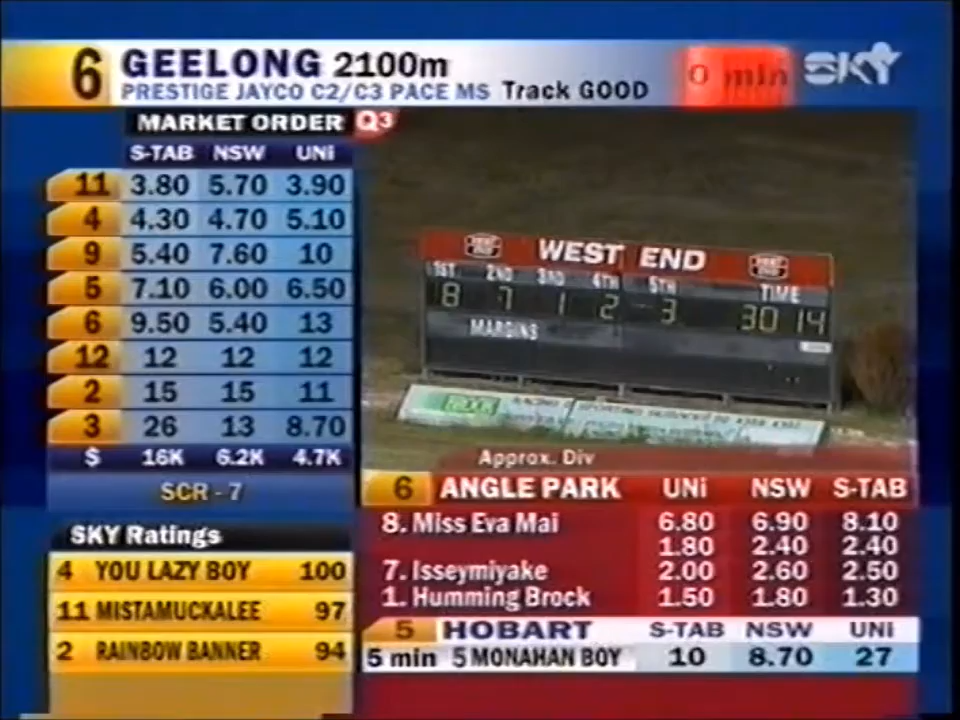 6 GEELONG 2100m
PRESTIGE JAYCO C2/C3 PACE MS Track GOOD
0 min
SKY
MARKET ORDER Q3
S-TAB NSW UNi
11 3.80 5.70 3.90
4 4.30 4.70 5.10
9 5.40 7.60 10
5 7.10 6.00 6.50
6 9.50 5.40 13
12 12 12 12
2 15 15 11
3 26 13 8.70
$ 16K 6.2K 4.7K
SCR - 7
SKY Ratings
4 YOU LAZY BOY 100
11 MISTAMUCKALEE 97
2 RAINBOW BANNER 94
WEST END WEST END WEST END
1ST 2ND 3RD 4TH 5TH TIME
8 7 1 2 3 30 14
MARGINS
Approx. Div
6 ANGLE PARK UNi NSW S-TAB
8. Miss Eva Mai 6.80 6.90 8.10
1.80 2.40 2.40
7. Isseymiyake 2.00 2.60 2.50
1. Humming Brock 1.50 1.80 1.30
5 HOBART S-TAB NSW UNi
5 min 5 MONAHAN BOY 10 8.70 27